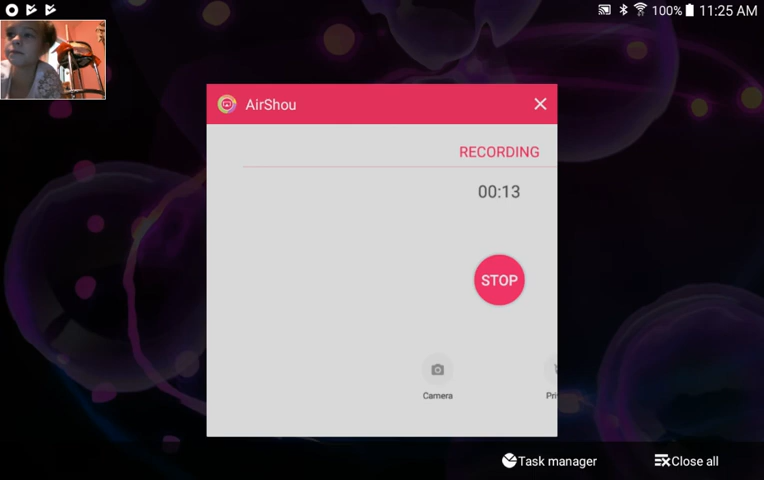 100% 11:25 AM
AirShou
RECORDING
00:13
STOP
Camera
Task manager
Close all